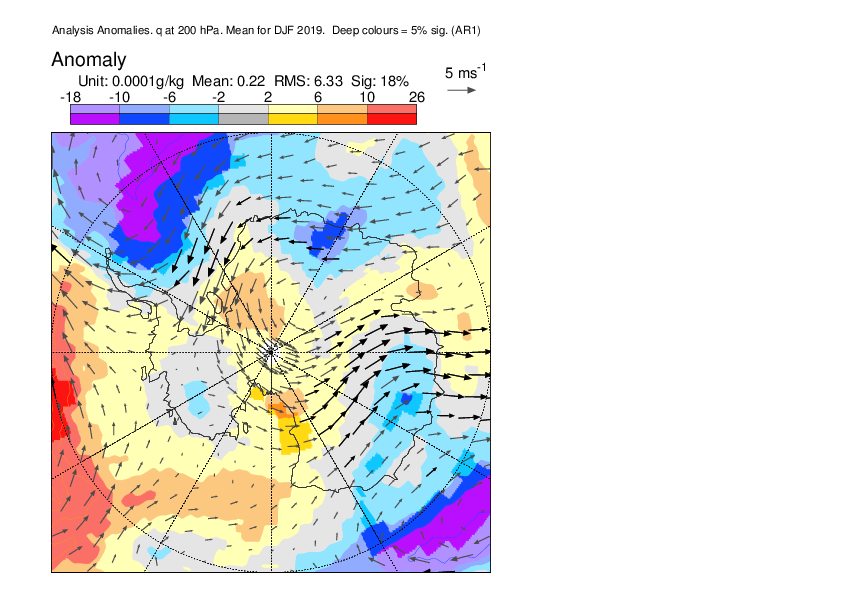 Analysis Anomalies. q at 200 hPa. Mean for DJF 2019. Deep colours = 5% sig. (AR1)
Anomaly
5 ms-1
Unit: 0.0001g/kg Mean: 0.22 RMS: 6.33 Sig: 18%
-18 -10 -6 -2 2 6 10 26